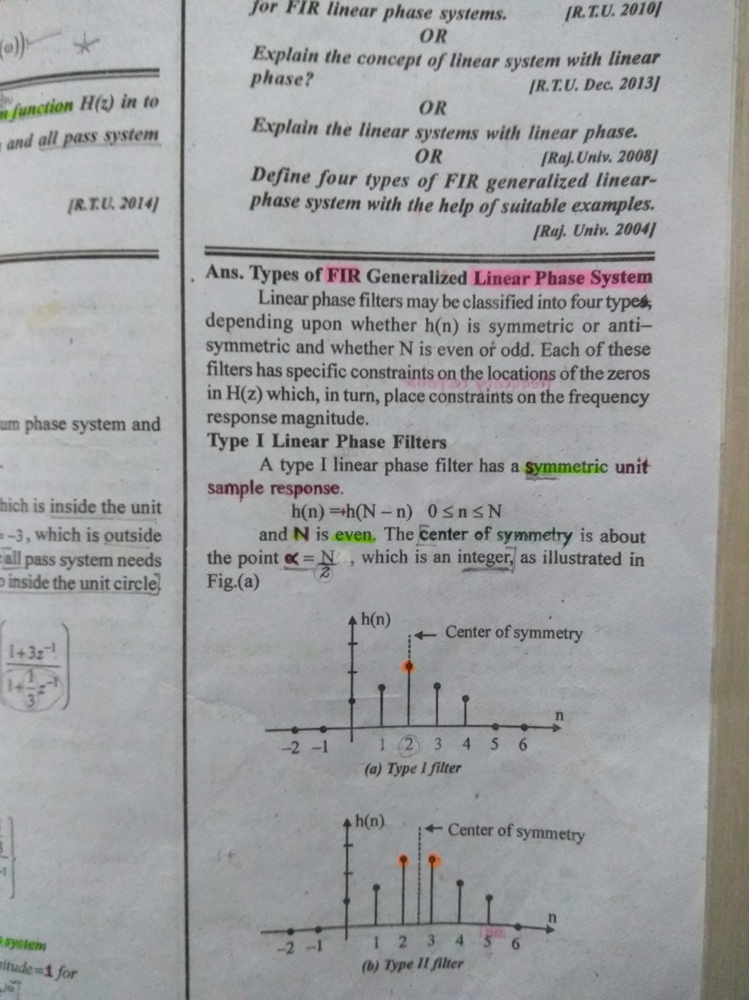 (ω))
n function H(z) in to
and all pass system
[R.T.U. 2014]
um phase system and
hich is inside the unit
= -3, which is outside
all pass system needs
inside the unit circle.
1+3z⁻¹
1+1/3 z⁻¹
system
nitude=1 for
for FIR linear phase systems. [R.T.U. 2010]
OR
Explain the concept of linear system with linear
phase? [R.T.U. Dec. 2013]
OR
Explain the linear systems with linear phase.
OR [Raj. Univ. 2008]
Define four types of FIR generalized linear-
phase system with the help of suitable examples.
[Raj. Univ. 2004]
Ans. Types of FIR Generalized Linear Phase System
Linear phase filters may be classified into four types,
depending upon whether h(n) is symmetric or anti-
symmetric and whether N is even or odd. Each of these
filters has specific constraints on the locations of the zeros
in H(z) which, in turn, place constraints on the frequency
response magnitude.
Type I Linear Phase Filters
A type I linear phase filter has a symmetric unit
sample response.
h(n) =+h(N – n) 0 ≤ n ≤ N
and N is even. The center of symmetry is about
the point α = N/2 , which is an integer, as illustrated in
Fig.(a)
h(n)
Center of symmetry
n
–2 –1 1 2 3 4 5 6
(a) Type I filter
h(n)
Center of symmetry
n
–2 –1 1 2 3 4 5 6
(b) Type II filter